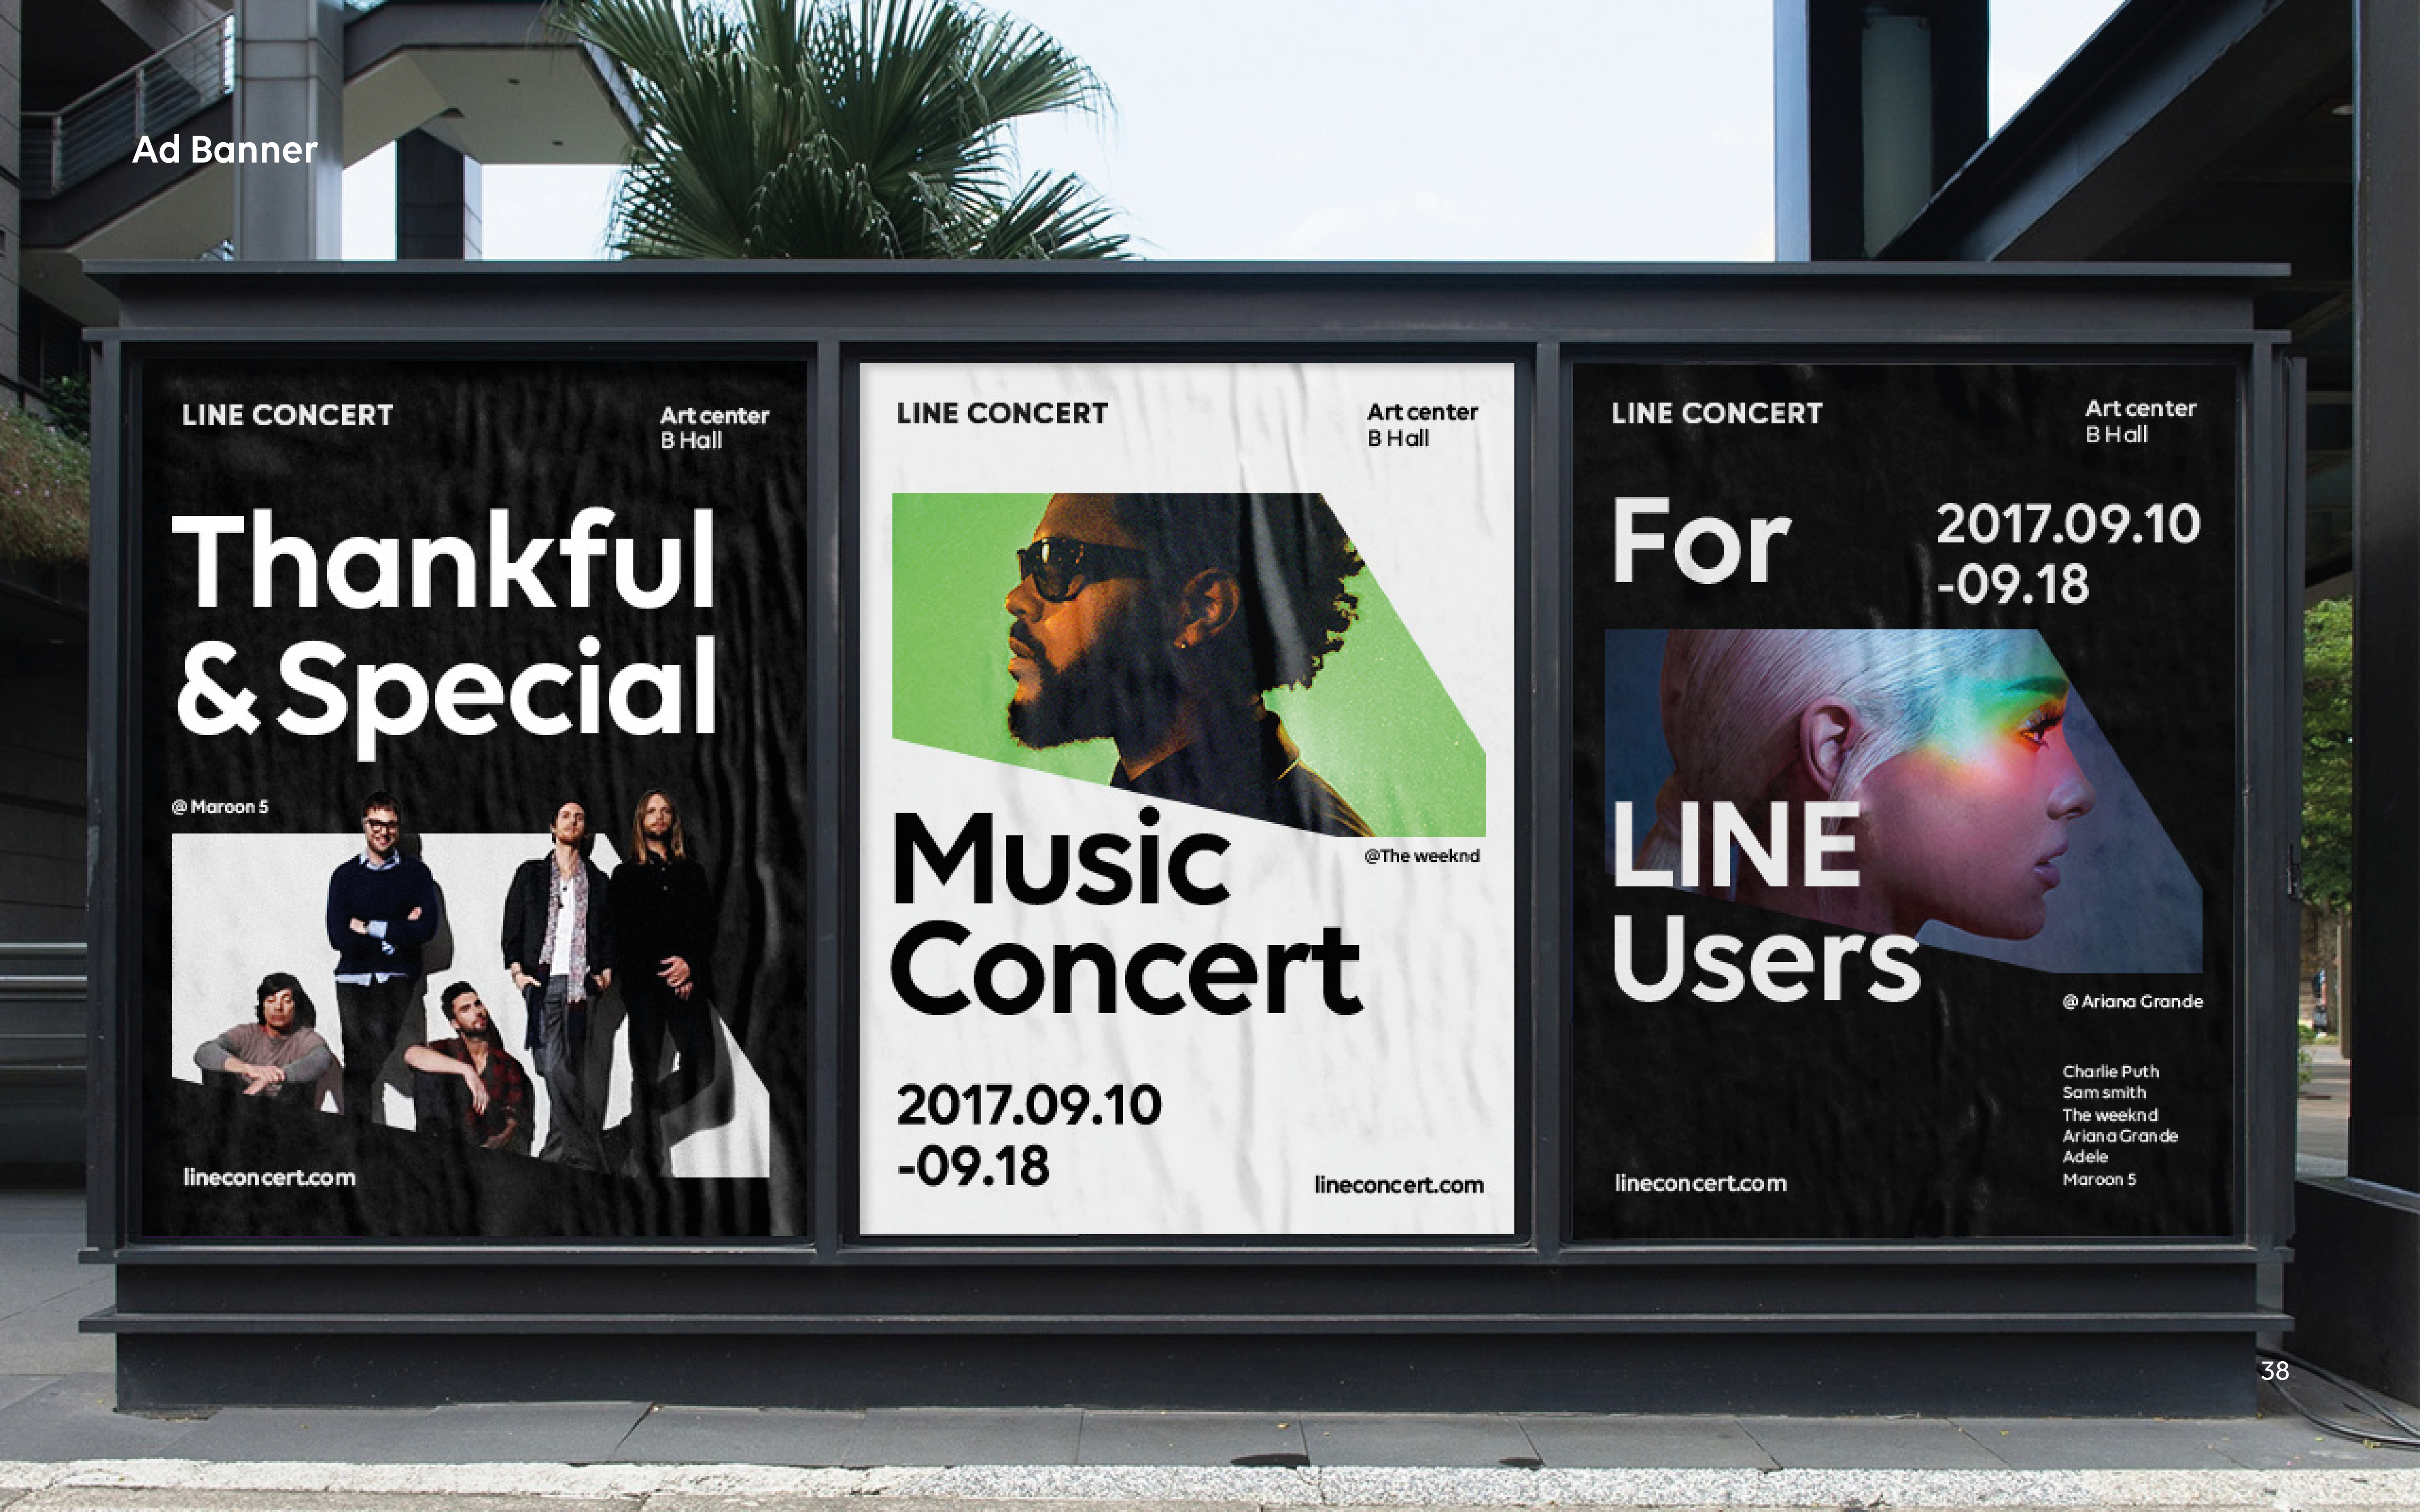 Ad Banner
LINE CONCERT
Art center
B Hall
Thankful
& Special
@ Maroon 5
lineconcert.com
LINE CONCERT
Art center
B Hall
Music
Concert
@The weeknd
2017.09.10
-09.18
lineconcert.com
LINE CONCERT
Art center
B Hall
For
2017.09.10
-09.18
LINE
Users
@ Ariana Grande
Charlie Puth
Sam smith
The weeknd
Ariana Grande
Adele
Maroon 5
lineconcert.com
38